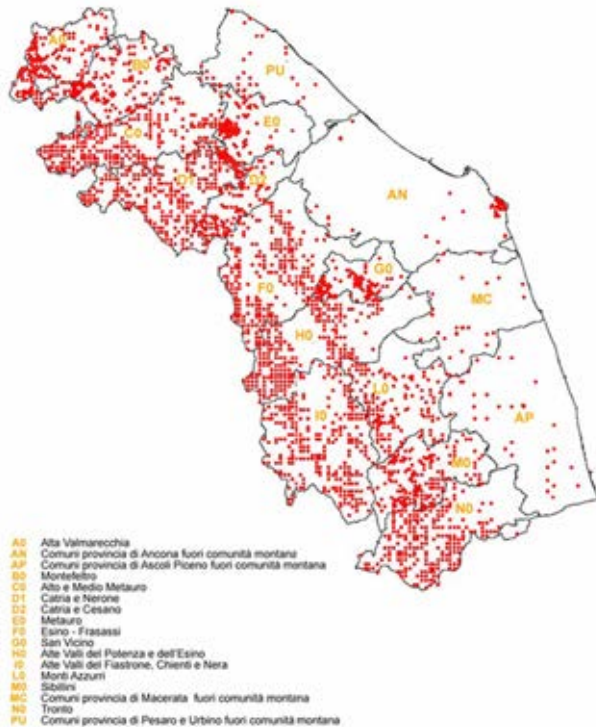 A0
B0
PU
C0
E0
D1
D2
AN
F0
G0
MC
H0
L0
I0
AP
M0
N0
A0 Alta Valmarecchia
AN Comuni provincia di Ancona fuori comunità montana
AP Comuni provincia di Ascoli Piceno fuori comunità montana
B0 Montefeltro
C0 Alto e Medio Metauro
D1 Catria e Nerone
D2 Catria e Cesano
E0 Metauro
F0 Esino - Frasassi
G0 San Vicino
H0 Alte Valli del Potenza e dell'Esino
I0 Alte Valli del Fiastrone, Chienti e Nera
L0 Monti Azzurri
M0 Sibillini
MC Comuni provincia di Macerata fuori comunità montana
N0 Tronto
PU Comuni provincia di Pesaro e Urbino fuori comunità montana